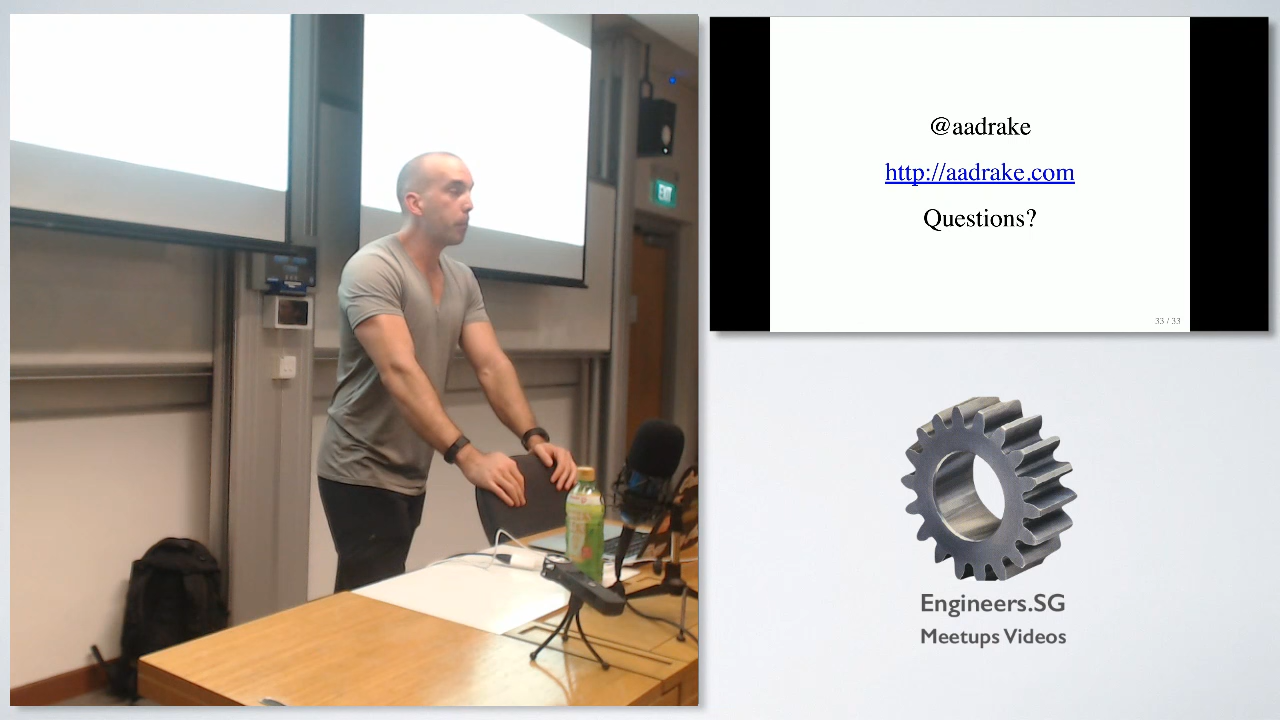 EXIT
@aadrake
http://aadrake.com
Questions?
33 / 33
Engineers.SG
Meetups Videos